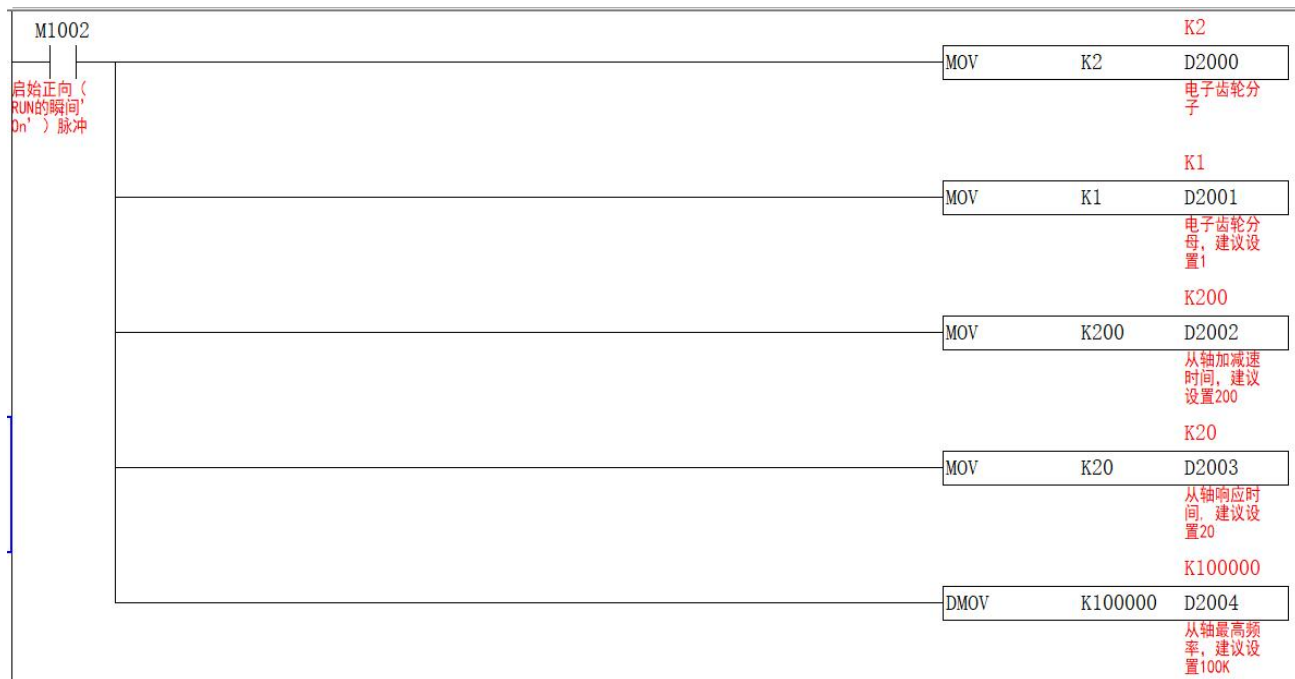 M1002
启始正向（
RUN的瞬间'
On'）脉冲
K2
MOV K2 D2000
电子齿轮分
子
K1
MOV K1 D2001
电子齿轮分
母，建议设
置1
K200
MOV K200 D2002
从轴加减速
时间，建议
设置200
K20
MOV K20 D2003
从轴响应时
间，建议设
置20
K100000
DMOV K100000 D2004
从轴最高频
率，建议设
置100K